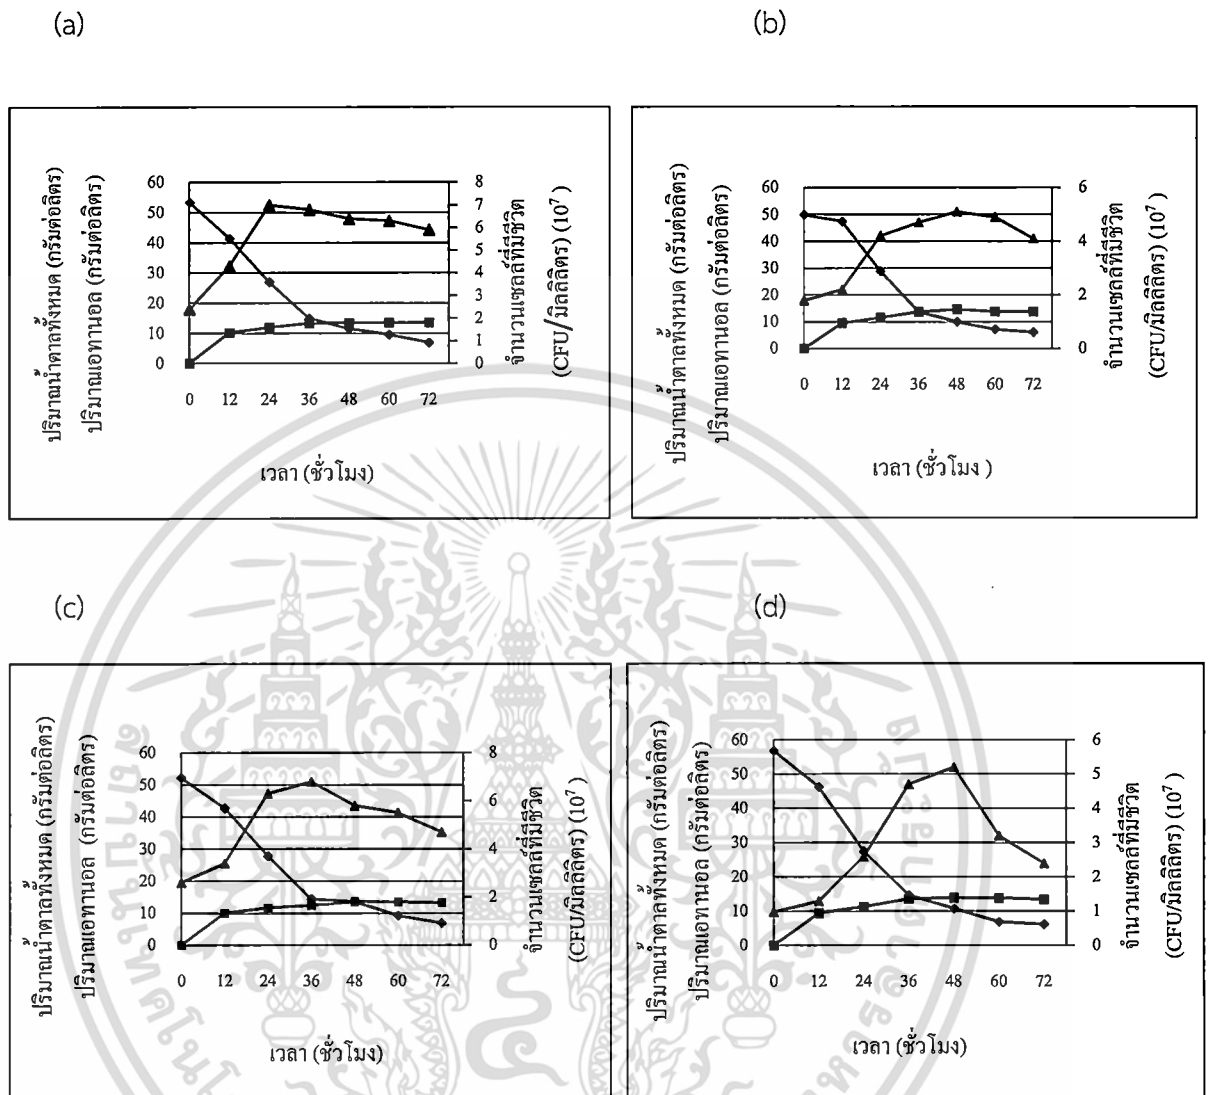 (a)
ปริมาณน้ำตาลทั้งหมด (กรัมต่อลิตร)
ปริมาณเอทานอล (กรัมต่อลิตร)
60
50
40
30
20
10
0
8
7
6
5
4
3
2
1
0
จำนวนเซลล์ที่มีชีวิต
(CFU/มิลลิลิตร) (10⁷)
0 12 24 36 48 60 72
เวลา (ชั่วโมง)
(b)
ปริมาณน้ำตาลทั้งหมด (กรัมต่อลิตร)
ปริมาณเอทานอล (กรัมต่อลิตร)
60
50
40
30
20
10
0
6
4
2
0
จำนวนเซลล์ที่มีชีวิต
(CFU/มิลลิลิตร) (10⁷)
0 12 24 36 48 60 72
เวลา (ชั่วโมง )
(c)
ปริมาณน้ำตาลทั้งหมด (กรัมต่อลิตร)
ปริมาณเอทานอล (กรัมต่อลิตร)
60
50
40
30
20
10
0
8
6
4
2
0
จำนวนเซลล์ที่มีชีวิต
(CFU/มิลลิลิตร) (10⁷)
0 12 24 36 48 60 72
เวลา (ชั่วโมง)
(d)
ปริมาณน้ำตาลทั้งหมด (กรัมต่อลิตร)
ปริมาณเอทานอล (กรัมต่อลิตร)
60
50
40
30
20
10
0
6
5
4
3
2
1
0
จำนวนเซลล์ที่มีชีวิต
(CFU/มิลลิลิตร) (10⁷
0 12 24 36 48 60 72
เวลา (ชั่วโมง)